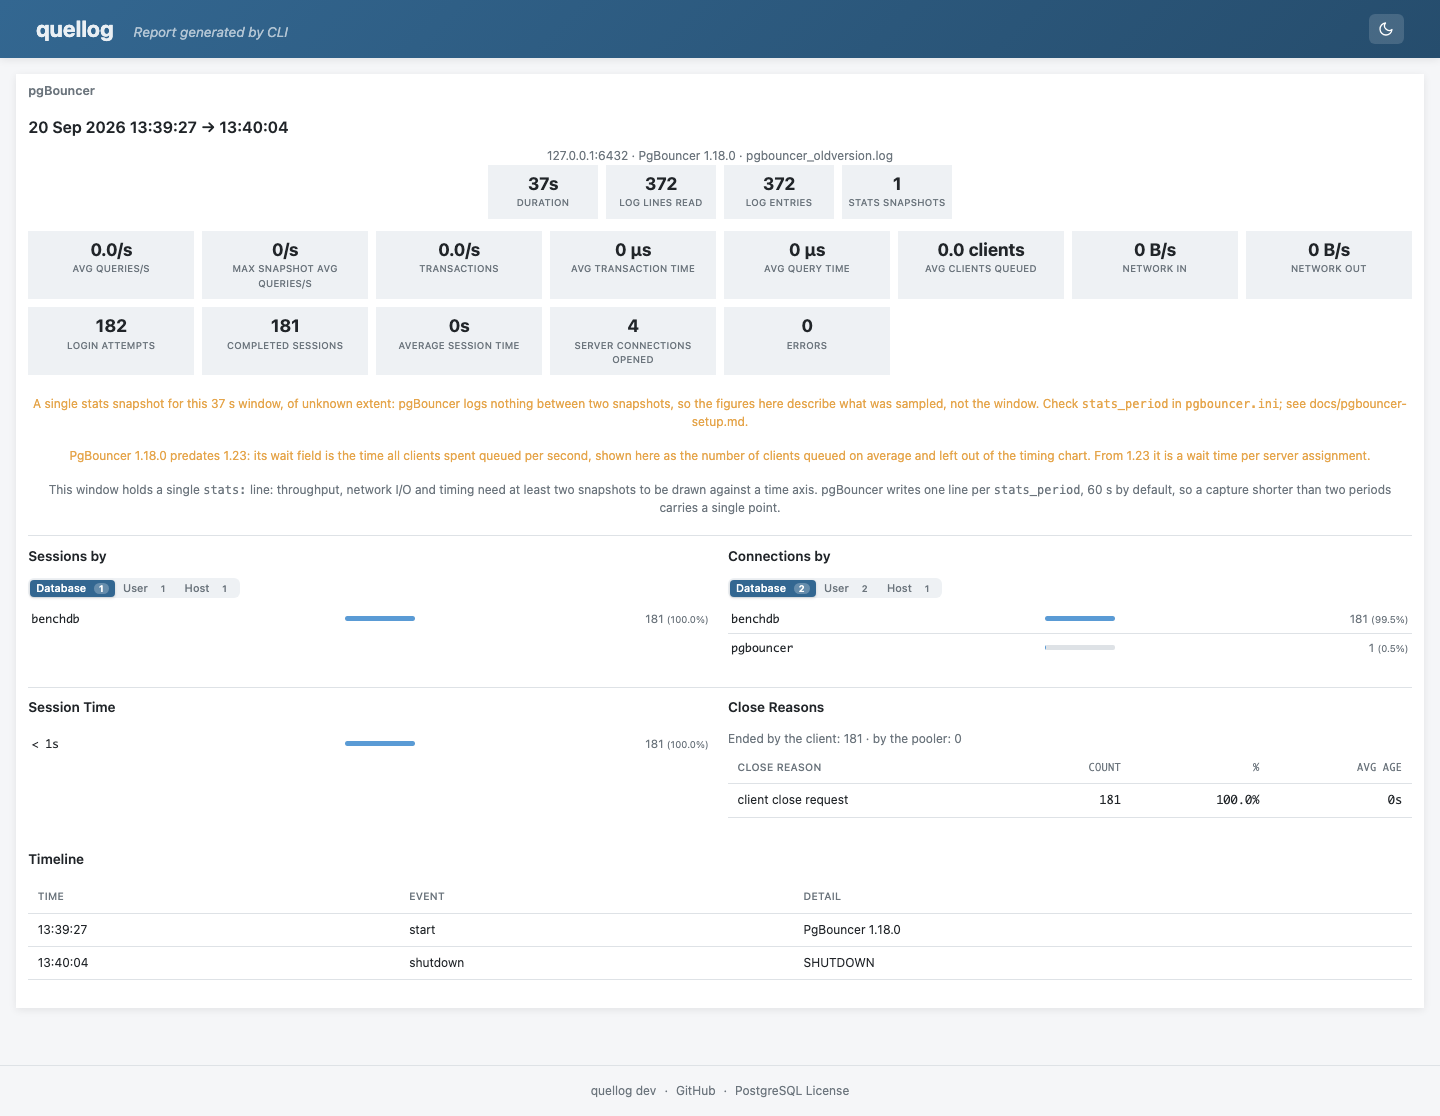 quellog Report generated by CLI
pgBouncer
20 Sep 2026 13:39:27 → 13:40:04
127.0.0.1:6432 · PgBouncer 1.18.0 · pgbouncer_oldversion.log
37s 372 372 1
DURATION LOG LINES READ LOG ENTRIES STATS SNAPSHOTS
0.0/s 0/s 0.0/s 0 µs 0 µs 0.0 clients 0 B/s 0 B/s
AVG QUERIES/S MAX SNAPSHOT AVG TRANSACTIONS AVG TRANSACTION TIME AVG QUERY TIME AVG CLIENTS QUEUED NETWORK IN NETWORK OUT
QUERIES/S
182 181 0s 4 0
LOGIN ATTEMPTS COMPLETED SESSIONS AVERAGE SESSION TIME SERVER CONNECTIONS ERRORS
OPENED
A single stats snapshot for this 37 s window, of unknown extent: pgBouncer logs nothing between two snapshots, so the figures here describe what was sampled, not the window. Check stats_period in pgbouncer.ini; see docs/pgbouncer-
setup.md.
PgBouncer 1.18.0 predates 1.23: its wait field is the time all clients spent queued per second, shown here as the number of clients queued on average and left out of the timing chart. From 1.23 it is a wait time per server assignment.
This window holds a single stats: line: throughput, network I/O and timing need at least two snapshots to be drawn against a time axis. pgBouncer writes one line per stats_period, 60 s by default, so a capture shorter than two periods
carries a single point.
Sessions by
Database 1 User 1 Host 1
benchdb 181 (100.0%)
Connections by
Database 2 User 2 Host 1
benchdb 181 (99.5%)
pgbouncer 1 (0.5%)
Session Time
< 1s 181 (100.0%)
Close Reasons
Ended by the client: 181 · by the pooler: 0
CLOSE REASON COUNT % AVG AGE
client close request 181 100.0% 0s
Timeline
TIME EVENT DETAIL
13:39:27 start PgBouncer 1.18.0
13:40:04 shutdown SHUTDOWN
quellog dev · GitHub · PostgreSQL License